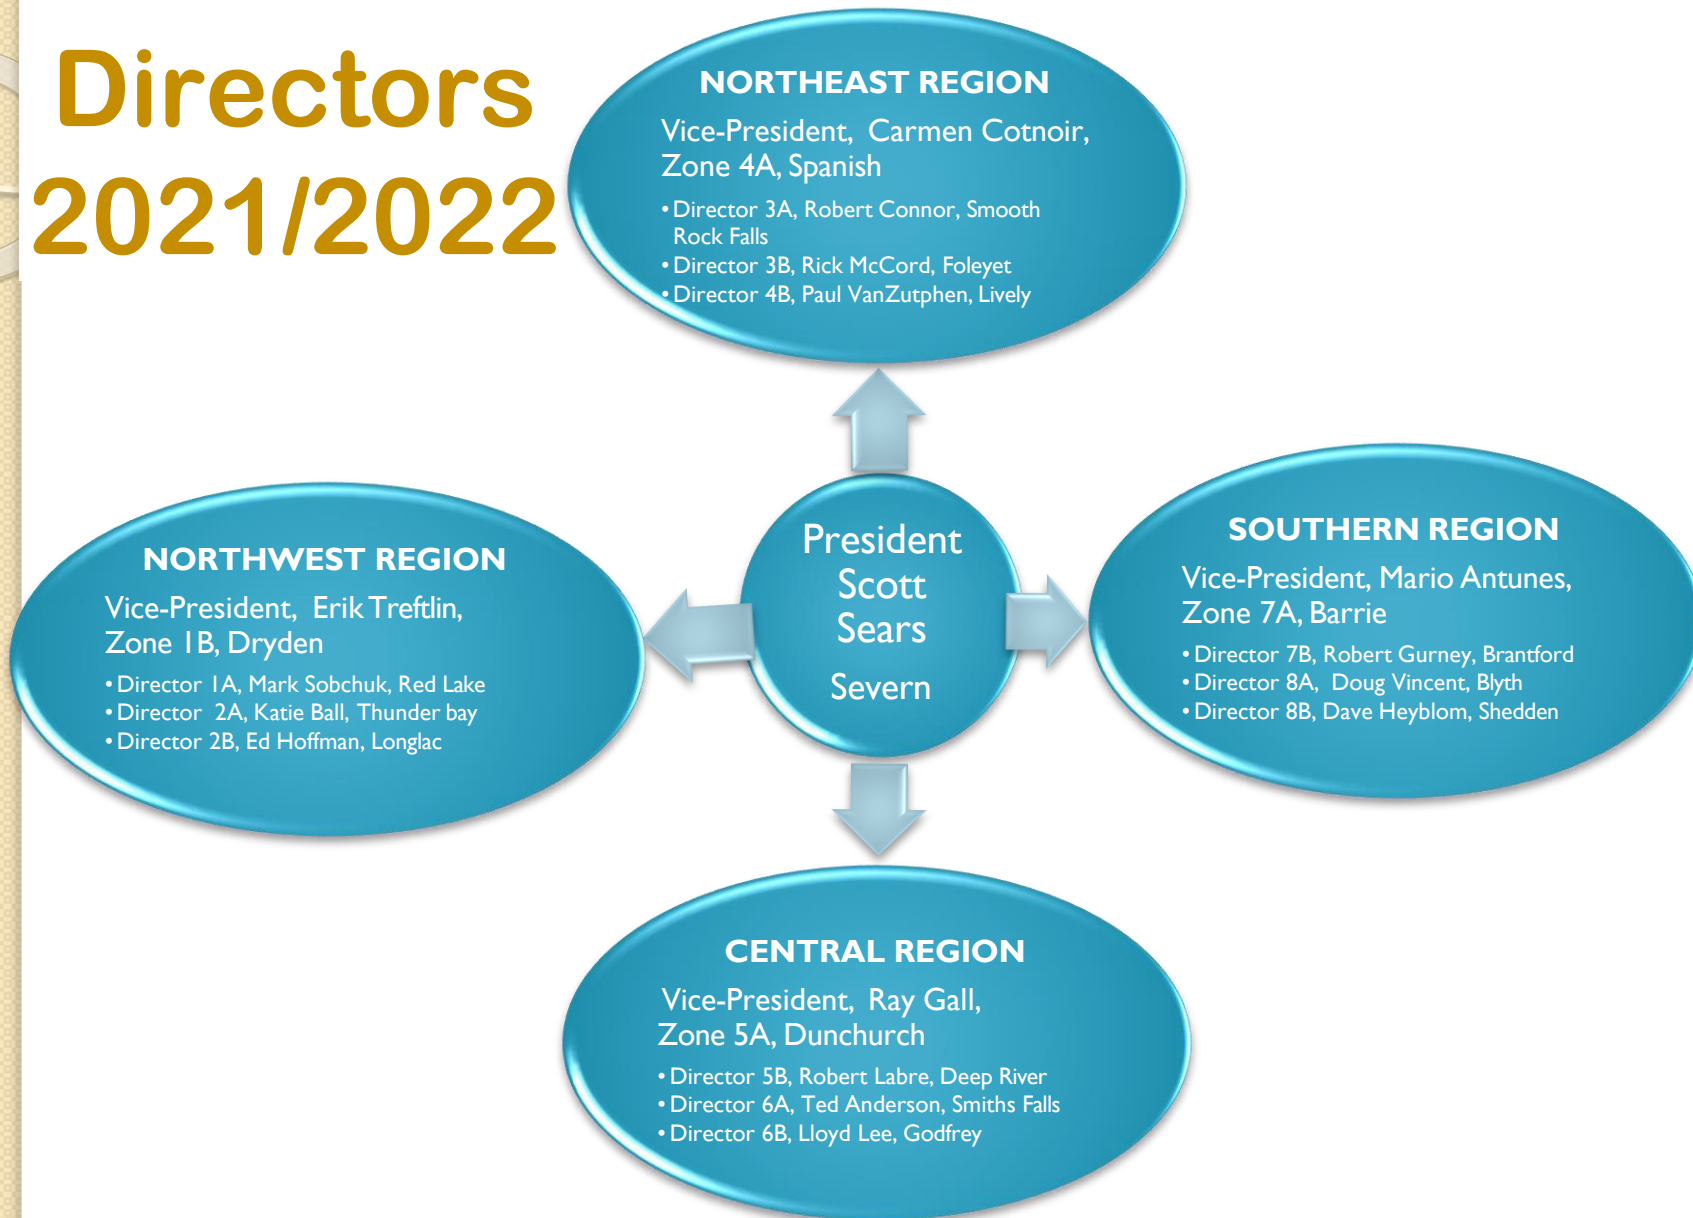 Directors
2021/2022
NORTHEAST REGION
Vice-President, Carmen Cotnoir,
Zone 4A, Spanish
• Director 3A, Robert Connor, Smooth
Rock Falls
• Director 3B, Rick McCord, Foleyet
• Director 4B, Paul VanZutphen, Lively
NORTHWEST REGION
Vice-President, Erik Treftlin,
Zone 1B, Dryden
• Director 1A, Mark Sobchuk, Red Lake
• Director 2A, Katie Ball, Thunder bay
• Director 2B, Ed Hoffman, Longlac
President
Scott
Sears
Severn
SOUTHERN REGION
Vice-President, Mario Antunes,
Zone 7A, Barrie
• Director 7B, Robert Gurney, Brantford
• Director 8A, Doug Vincent, Blyth
• Director 8B, Dave Heyblom, Shedden
CENTRAL REGION
Vice-President, Ray Gall,
Zone 5A, Dunchurch
• Director 5B, Robert Labre, Deep River
• Director 6A, Ted Anderson, Smiths Falls
• Director 6B, Lloyd Lee, Godfrey